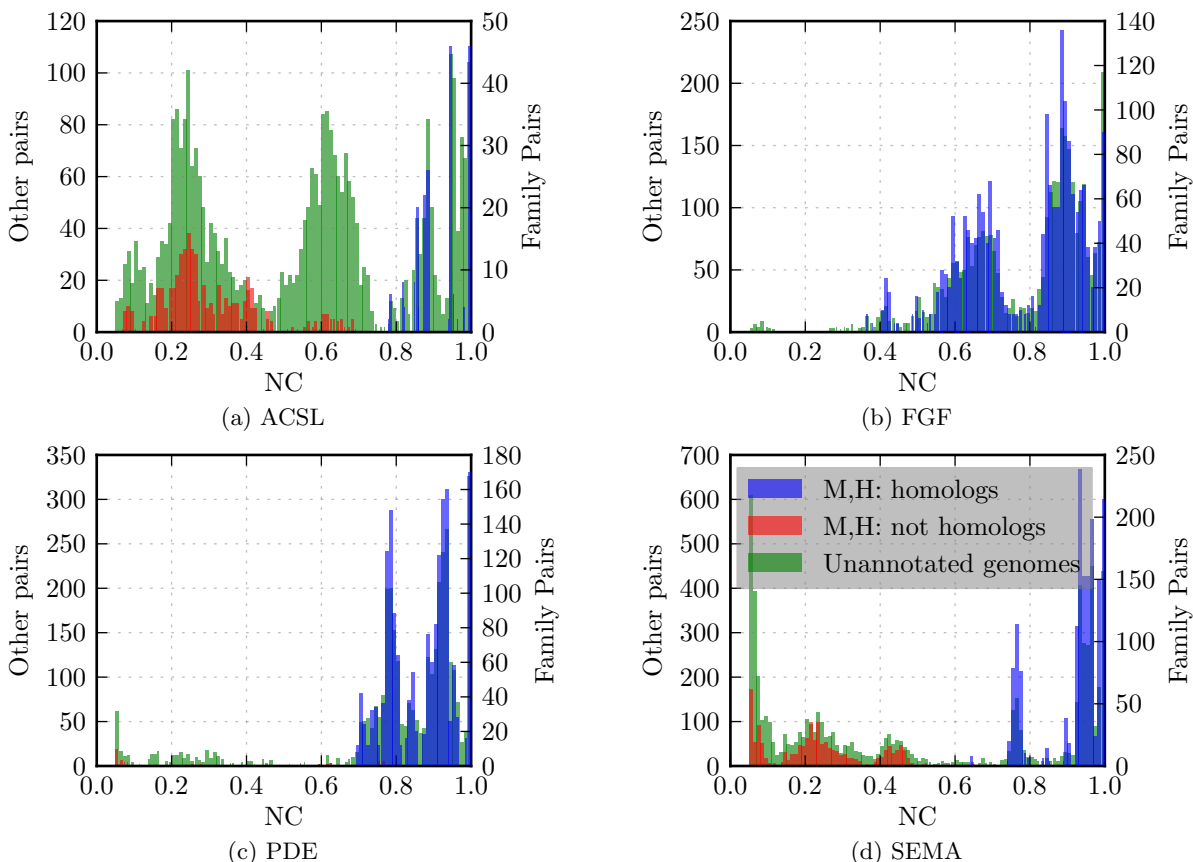 120
100
80
60
40
20
0
Other pairs
50
40
30
20
10
0
Family Pairs
0.0 0.2 0.4 0.6 0.8 1.0
NC
(a) ACSL
250
200
150
100
50
0
Other pairs
140
120
100
80
60
40
20
0
Family Pairs
0.0 0.2 0.4 0.6 0.8 1.0
NC
(b) FGF
350
300
250
200
150
100
50
0
Other pairs
180
160
140
120
100
80
60
40
20
0
Family Pairs
0.0 0.2 0.4 0.6 0.8 1.0
NC
(c) PDE
700
600
500
400
300
200
100
0
Other pairs
M,H: homologs
M,H: not homologs
Unannotated genomes
250
200
150
100
50
0
Family Pairs
0.0 0.2 0.4 0.6 0.8 1.0
NC
(d) SEMA